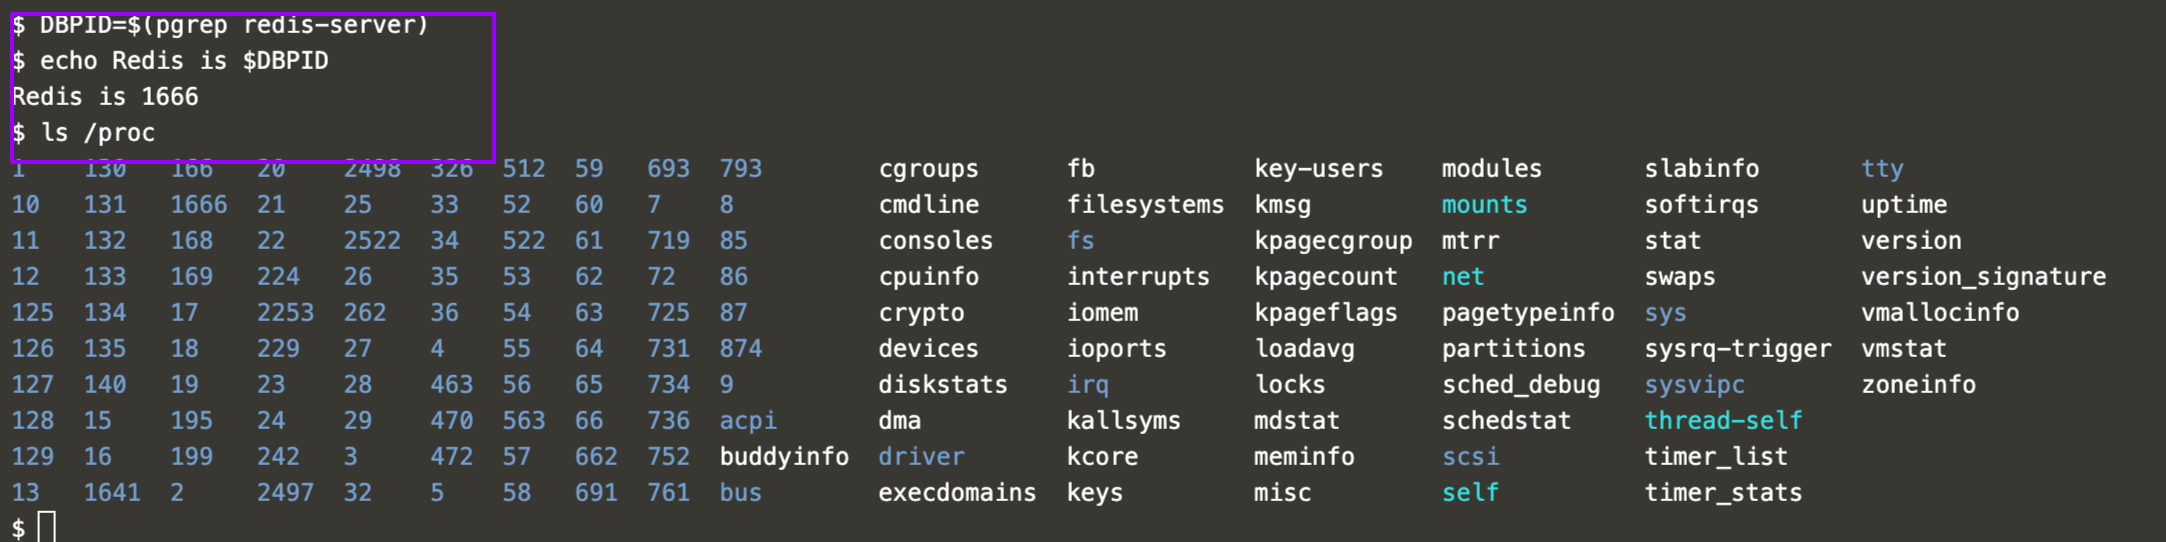 $ DBPID=$(pgrep redis-server)
$ echo Redis is $DBPID
Redis is 1666
$ ls /proc
1 130 166 20 2498 326 512 59 693 793 cgroups fb key-users modules slabinfo tty
10 131 1666 21 25 33 52 60 7 8 cmdline filesystems kmsg mounts softirqs uptime
11 132 168 22 2522 34 522 61 719 85 consoles fs kpagecgroup mtrr stat version
12 133 169 224 26 35 53 62 72 86 cpuinfo interrupts kpagecount net swaps version_signature
125 134 17 2253 262 36 54 63 725 87 crypto iomem kpageflags pagetypeinfo sys vmallocinfo
126 135 18 229 27 4 55 64 731 874 devices ioports loadavg partitions sysrq-trigger vmstat
127 140 19 23 28 463 56 65 734 9 diskstats irq locks sched_debug sysvipc zoneinfo
128 15 195 24 29 470 563 66 736 acpi dma kallsyms mdstat schedstat thread-self
129 16 199 242 3 472 57 662 752 buddyinfo driver kcore meminfo scsi timer_list
13 1641 2 2497 32 5 58 691 761 bus execdomains keys misc self timer_stats
$